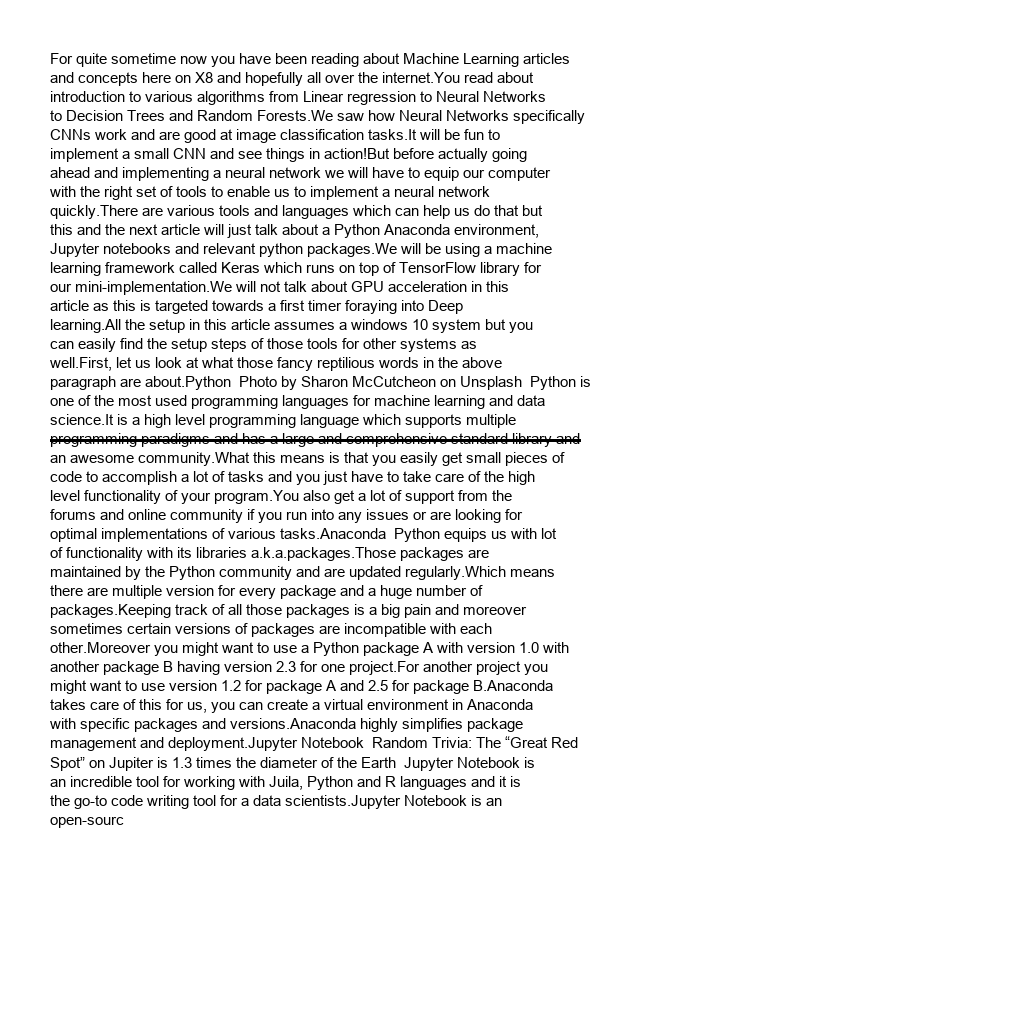 For quite sometime now you have been reading about Machine Learning articles
and concepts here on X8 and hopefully all over the internet.You read about
introduction to various algorithms from Linear regression to Neural Networks
to Decision Trees and Random Forests.We saw how Neural Networks specifically
CNNs work and are good at image classification tasks.It will be fun to
implement a small CNN and see things in action!But before actually going
ahead and implementing a neural network we will have to equip our computer
with the right set of tools to enable us to implement a neural network
quickly.There are various tools and languages which can help us do that but
this and the next article will just talk about a Python Anaconda environment,
Jupyter notebooks and relevant python packages.We will be using a machine
learning framework called Keras which runs on top of TensorFlow library for
our mini-implementation.We will not talk about GPU acceleration in this
article as this is targeted towards a first timer foraying into Deep
learning.All the setup in this article assumes a windows 10 system but you
can easily find the setup steps of those tools for other systems as
well.First, let us look at what those fancy reptilious words in the above
paragraph are about.Python  Photo by Sharon McCutcheon on Unsplash  Python is
one of the most used programming languages for machine learning and data
science.It is a high level programming language which supports multiple
programming paradigms and has a large and comprehensive standard library and
an awesome community.What this means is that you easily get small pieces of
code to accomplish a lot of tasks and you just have to take care of the high
level functionality of your program.You also get a lot of support from the
forums and online community if you run into any issues or are looking for
optimal implementations of various tasks.Anaconda  Python equips us with lot
of functionality with its libraries a.k.a.packages.Those packages are
maintained by the Python community and are updated regularly.Which means
there are multiple version for every package and a huge number of
packages.Keeping track of all those packages is a big pain and moreover
sometimes certain versions of packages are incompatible with each
other.Moreover you might want to use a Python package A with version 1.0 with
another package B having version 2.3 for one project.For another project you
might want to use version 1.2 for package A and 2.5 for package B.Anaconda
takes care of this for us, you can create a virtual environment in Anaconda
with specific packages and versions.Anaconda highly simplifies package
management and deployment.Jupyter Notebook  Random Trivia: The “Great Red
Spot” on Jupiter is 1.3 times the diameter of the Earth  Jupyter Notebook is
an incredible tool for working with Juila, Python and R languages and it is
the go-to code writing tool for a data scientists.Jupyter Notebook is an
open-sourc